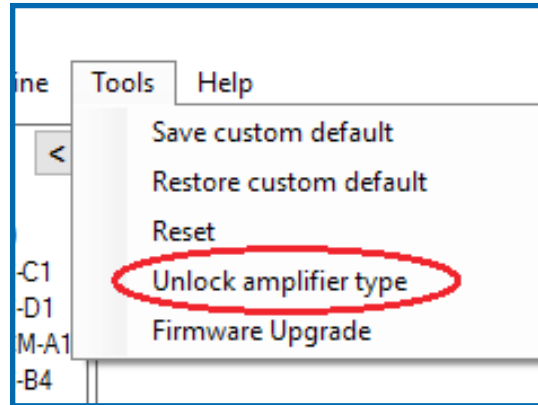 ine Tools Help
<
Save custom default
Restore custom default
Reset
-C1 Unlock amplifier type
-D1
M-A1 Firmware Upgrade
-B4